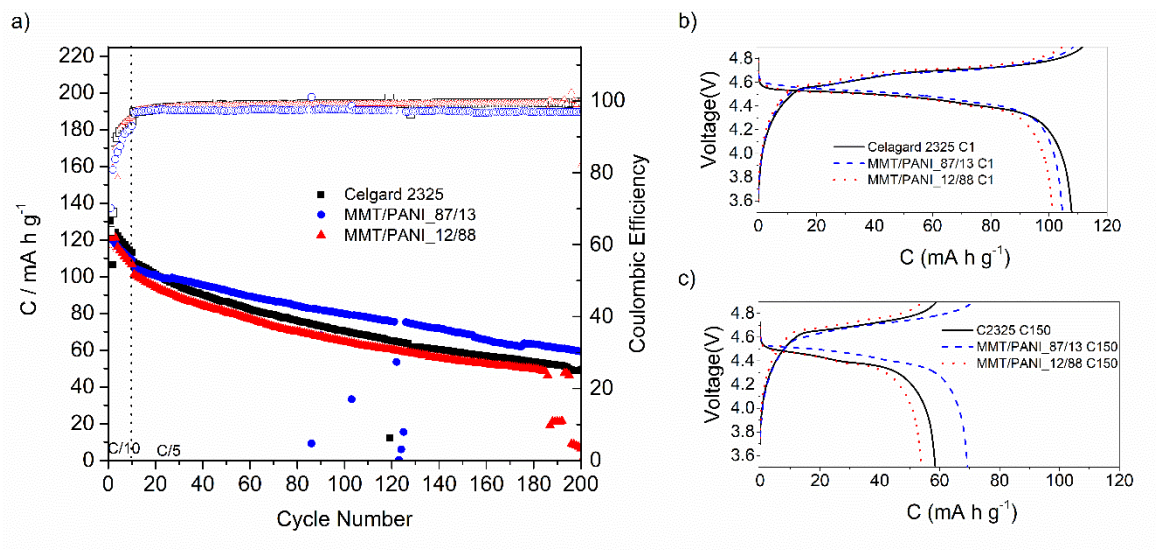 a)
C / mA h g⁻¹
220
200
180
160
140
120
100
80
60
40
20
0
0 20 40 60 80 100 120 140 160 180 200
Cycle Number
100
80
60
40
20
0
Coulombic Efficiency
Celgard 2325
MMT/PANI_87/13
MMT/PANI_12/88
C/10
C/5
b)
Voltage(V)
4.8
4.6
4.4
4.2
4.0
3.8
3.6
Celagard 2325 C1
MMT/PANI_87/13 C1
MMT/PANI_12/88 C1
0 20 40 60 80 100 120
C (mA h g⁻¹)
c)
Voltage(V)
4.8
4.6
4.4
4.2
4.0
3.8
3.6
C2325 C150
MMT/PANI_87/13 C150
MMT/PANI_12/88 C150
0 20 40 60 80 100 120
C (mA h g⁻¹)